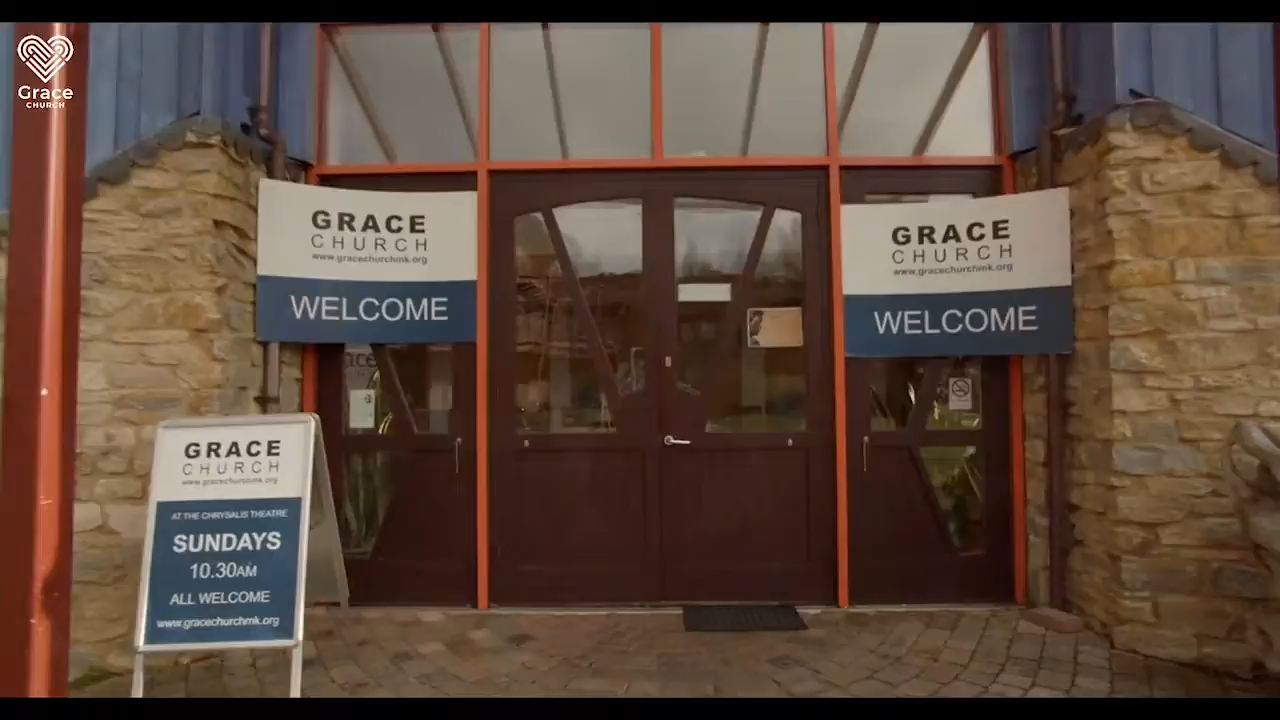 Grace
CHURCH
GRACE
CHURCH
www.gracechurchmk.org
WELCOME
GRACE
CHURCH
www.gracechurchmk.org
WELCOME
GRACE
CHURCH
www.gracechurchmk.org
AT THE CHRYSALIS THEATRE
SUNDAYS
10.30AM
ALL WELCOME
www.gracechurchmk.org